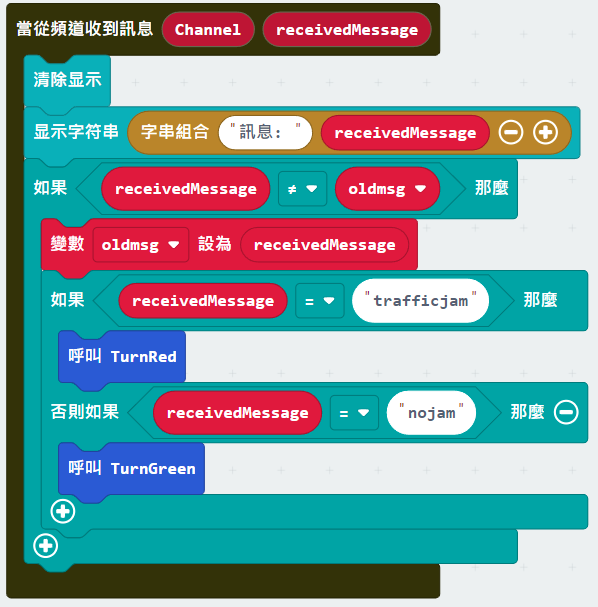 當從頻道收到訊息 Channel receivedMessage
清除显示
显示字符串 字串組合 "訊息: " receivedMessage
如果 receivedMessage ≠ oldmsg 那麼
變數 oldmsg 設為 receivedMessage
如果 receivedMessage = "trafficjam" 那麼
呼叫 TurnRed
否則如果 receivedMessage = "nojam" 那麼
呼叫 TurnGreen